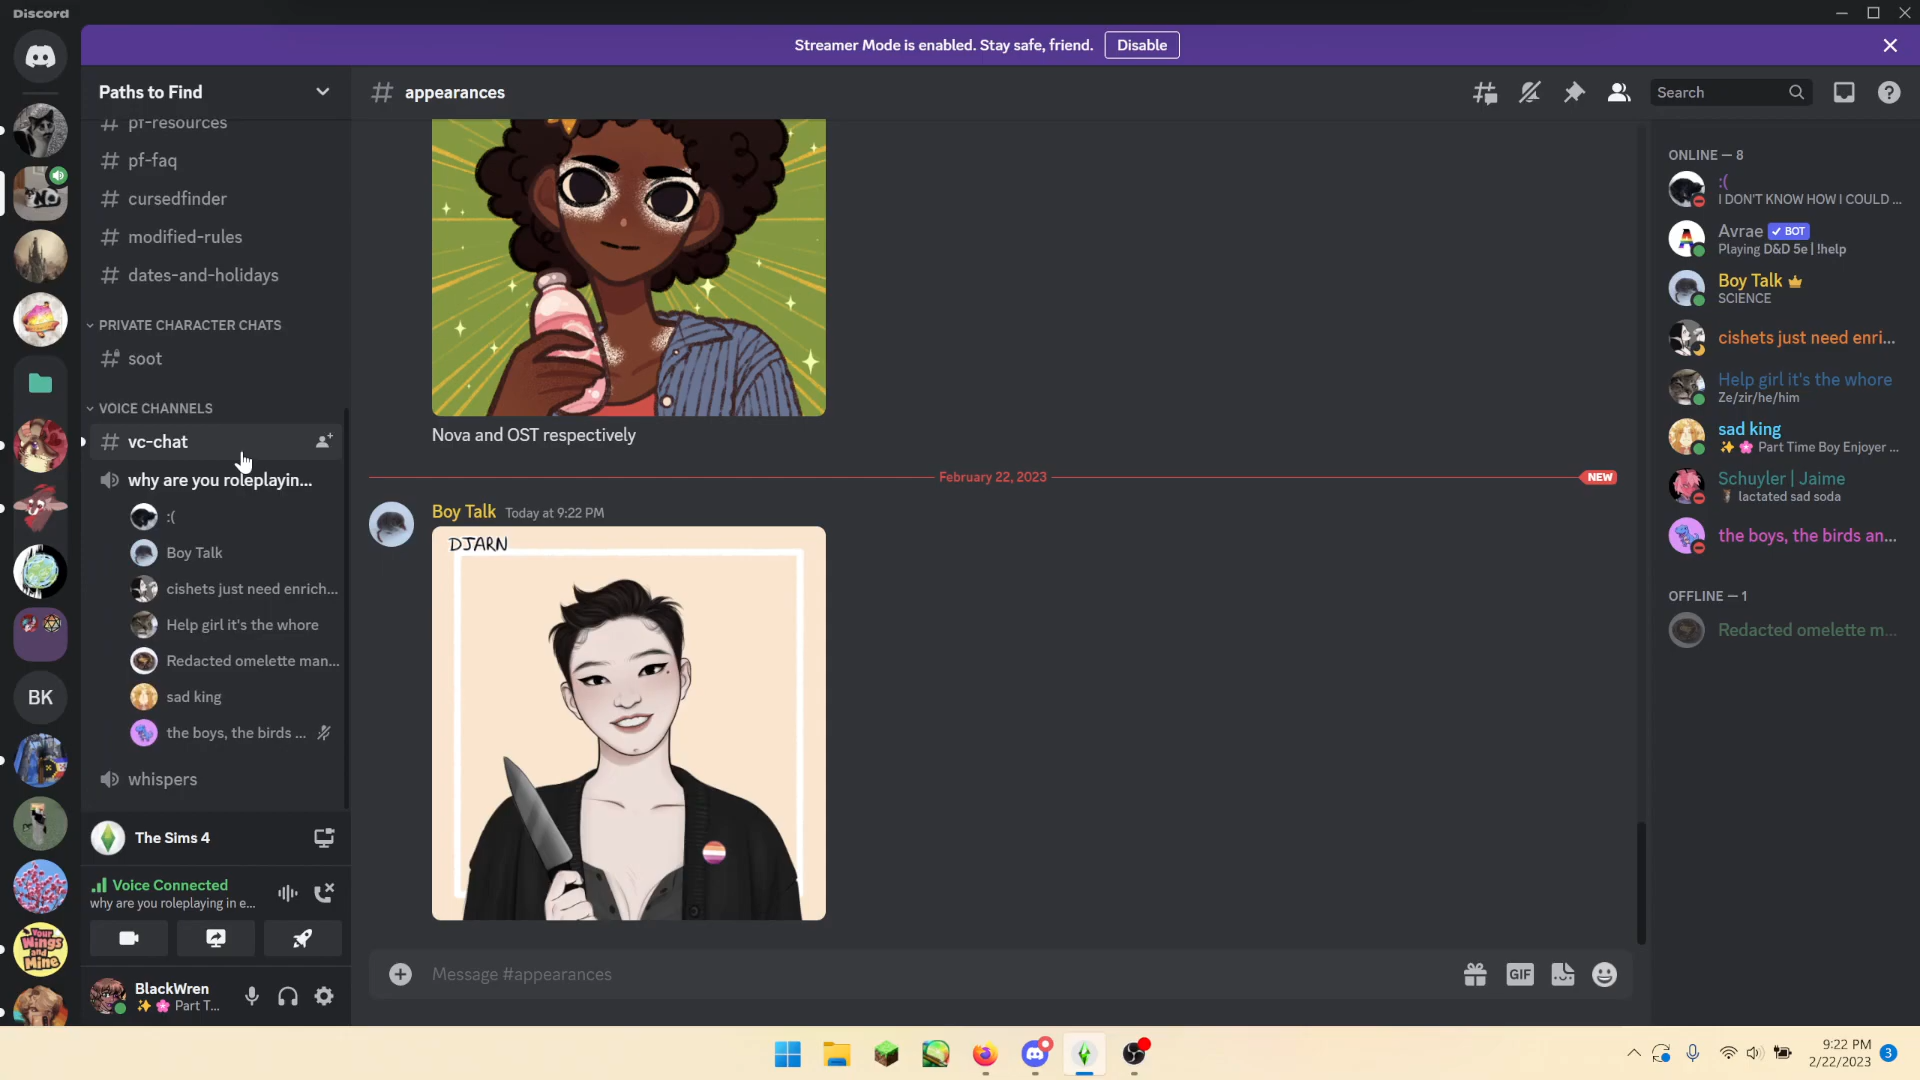 Discord
Streamer Mode is enabled. Stay safe, friend. Disable
Paths to Find
appearances
Search
pf-resources
pf-faq
cursedfinder
modified-rules
dates-and-holidays
PRIVATE CHARACTER CHATS
soot
VOICE CHANNELS
vc-chat
why are you roleplayin...
:(
Boy Talk
cishets just need enrich...
Help girl it's the whore
Redacted omelette man...
sad king
the boys, the birds ...
whispers
The Sims 4
Voice Connected
why are you roleplaying in e...
BlackWren
Part T...
BK
YOUR
Wings
and
Mine
Nova and OST respectively
February 22, 2023
NEW
Boy Talk Today at 9:22 PM
DJARN
Message #appearances
GIF
ONLINE — 8
:(
I DON'T KNOW HOW I COULD ...
Avrae BOT
Playing D&D 5e | !help
Boy Talk
SCIENCE
cishets just need enri...
Help girl it's the whore
Ze/zir/he/him
sad king
Part Time Boy Enjoyer ...
Schuyler | Jaime
lactated sad soda
the boys, the birds an...
OFFLINE — 1
Redacted omelette m...
9:22 PM
2/22/2023
3